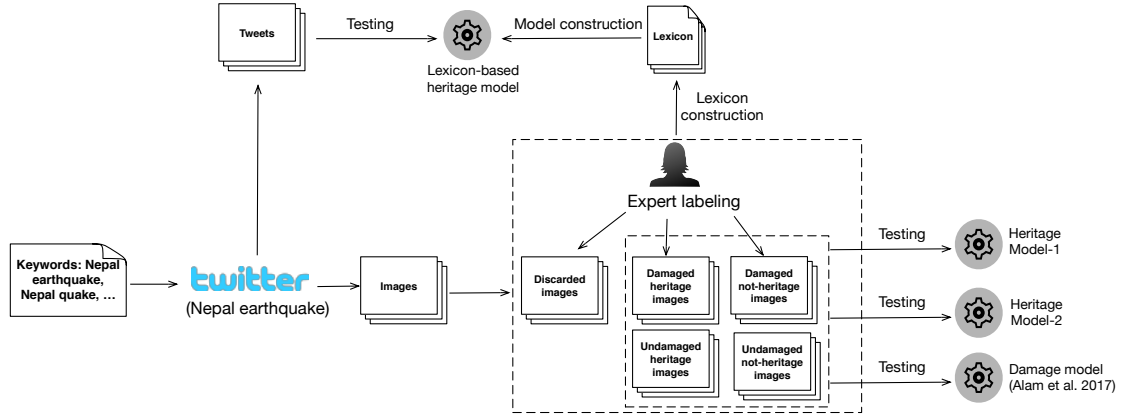 Tweets
Testing
Model construction
Lexicon
Lexicon-based
heritage model
Lexicon
construction
Expert labeling
Keywords: Nepal
earthquake,
Nepal quake, ...
twitter
(Nepal earthquake)
Images
Discarded
images
Damaged
heritage
images
Damaged
not-heritage
images
Undamaged
heritage
images
Undamaged
not-heritage
images
Testing
Heritage
Model-1
Testing
Heritage
Model-2
Testing
Damage model
(Alam et al. 2017)